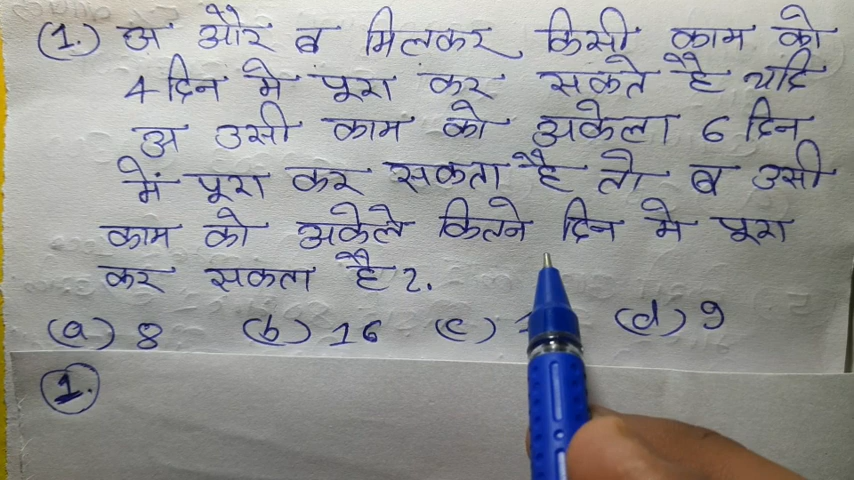 (1.) अ और ब मिलकर किसी काम को
4 दिन मे पूरा कर सकते है यदि
अ उसी काम को अकेला 6 दिन
में पूरा कर सकता है तो ब उसी
काम को अकेले कितने दिन मे पूरा
कर सकता है ?.
(a) 8 (b) 16 (c) (d) 9
1.